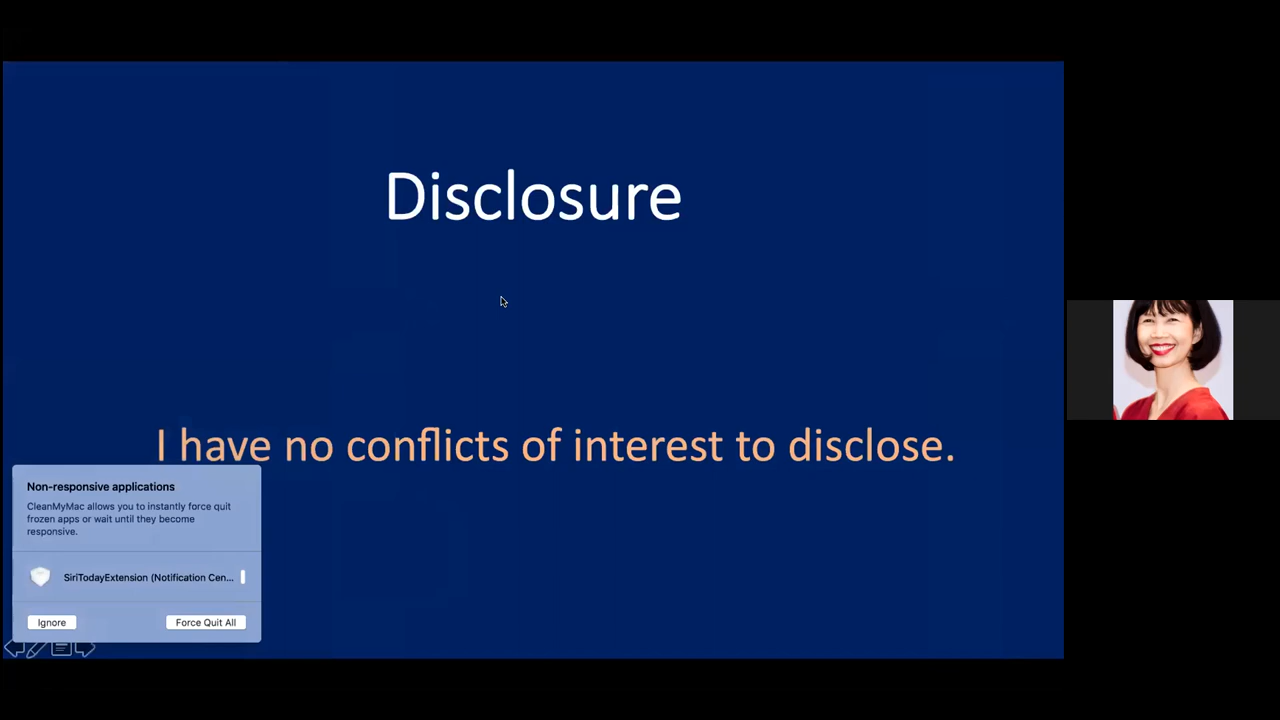 Disclosure
I have no conflicts of interest to disclose.
Non-responsive applications
CleanMyMac allows you to instantly force quit
frozen apps or wait until they become
responsive.
SiriTodayExtension (Notification Cen...
Ignore
Force Quit All